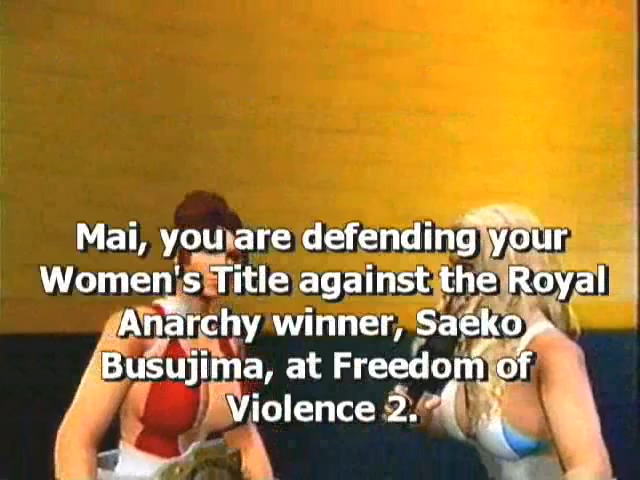 Mai, you are defending your
Women's Title against the Royal
Anarchy winner, Saeko
Busujima, at Freedom of
Violence 2.